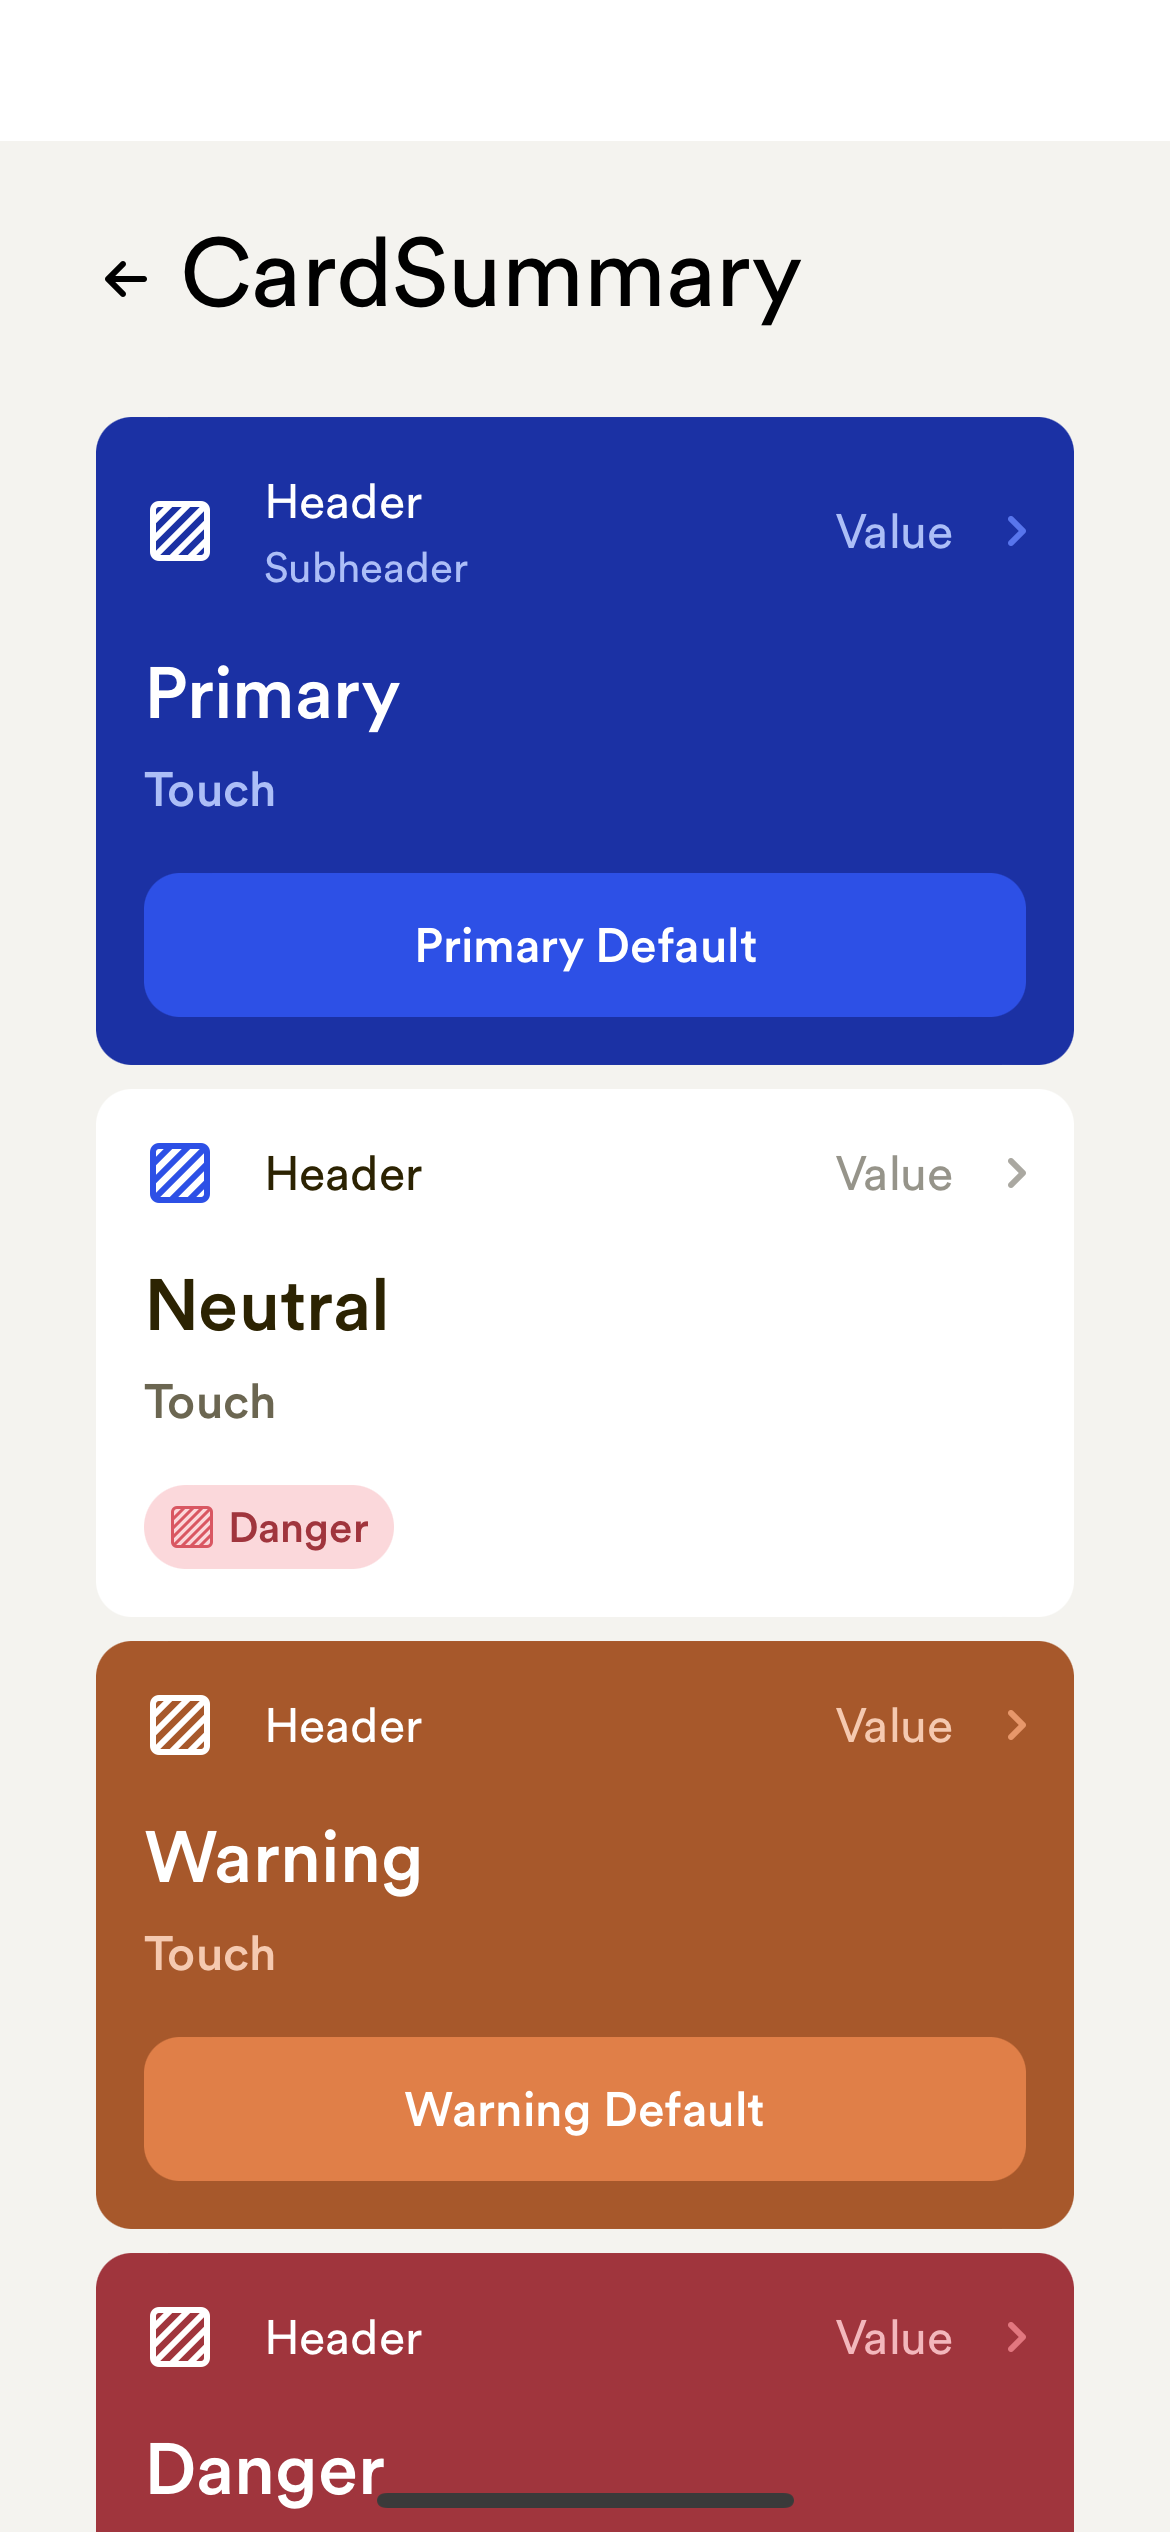 CardSummary
Header
Subheader
Value
Primary
Touch
Primary Default
Header
Value
Neutral
Touch
Danger
Header
Value
Warning
Touch
Warning Default
Header
Value
Danger